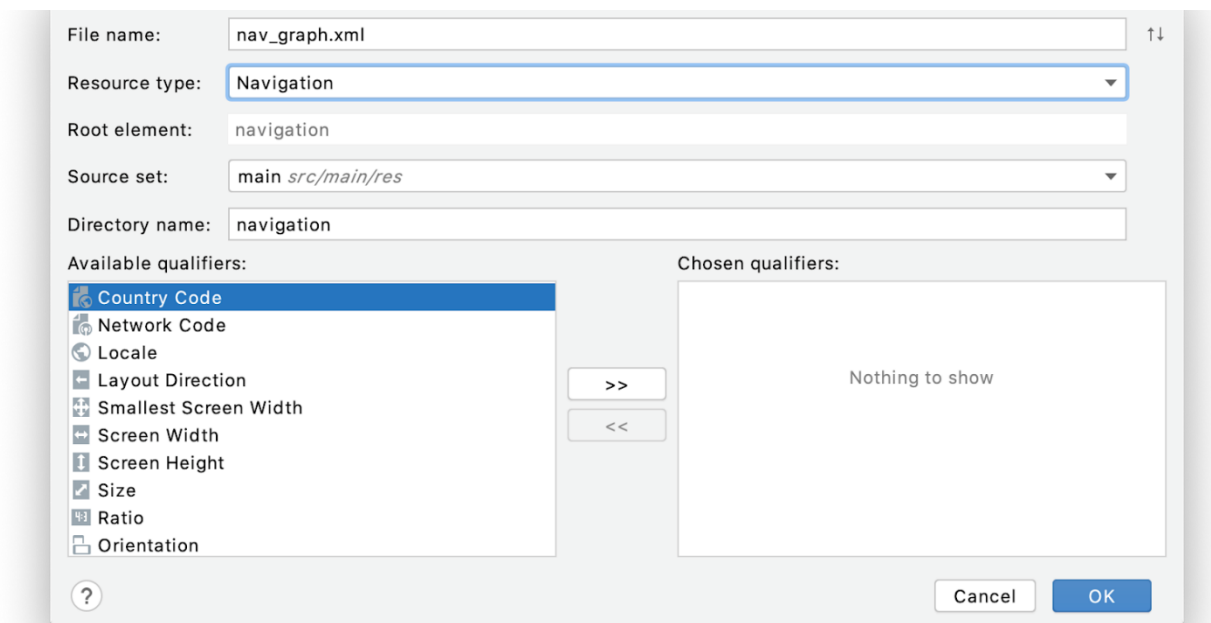 File name: nav_graph.xml ↑↓
Resource type: Navigation
Root element: navigation
Source set: main src/main/res
Directory name: navigation
Available qualifiers:
Country Code
Network Code
Locale
Layout Direction
Smallest Screen Width
Screen Width
Screen Height
Size
4:3 Ratio
Orientation
>>
<<
Chosen qualifiers:
Nothing to show
?
Cancel
OK